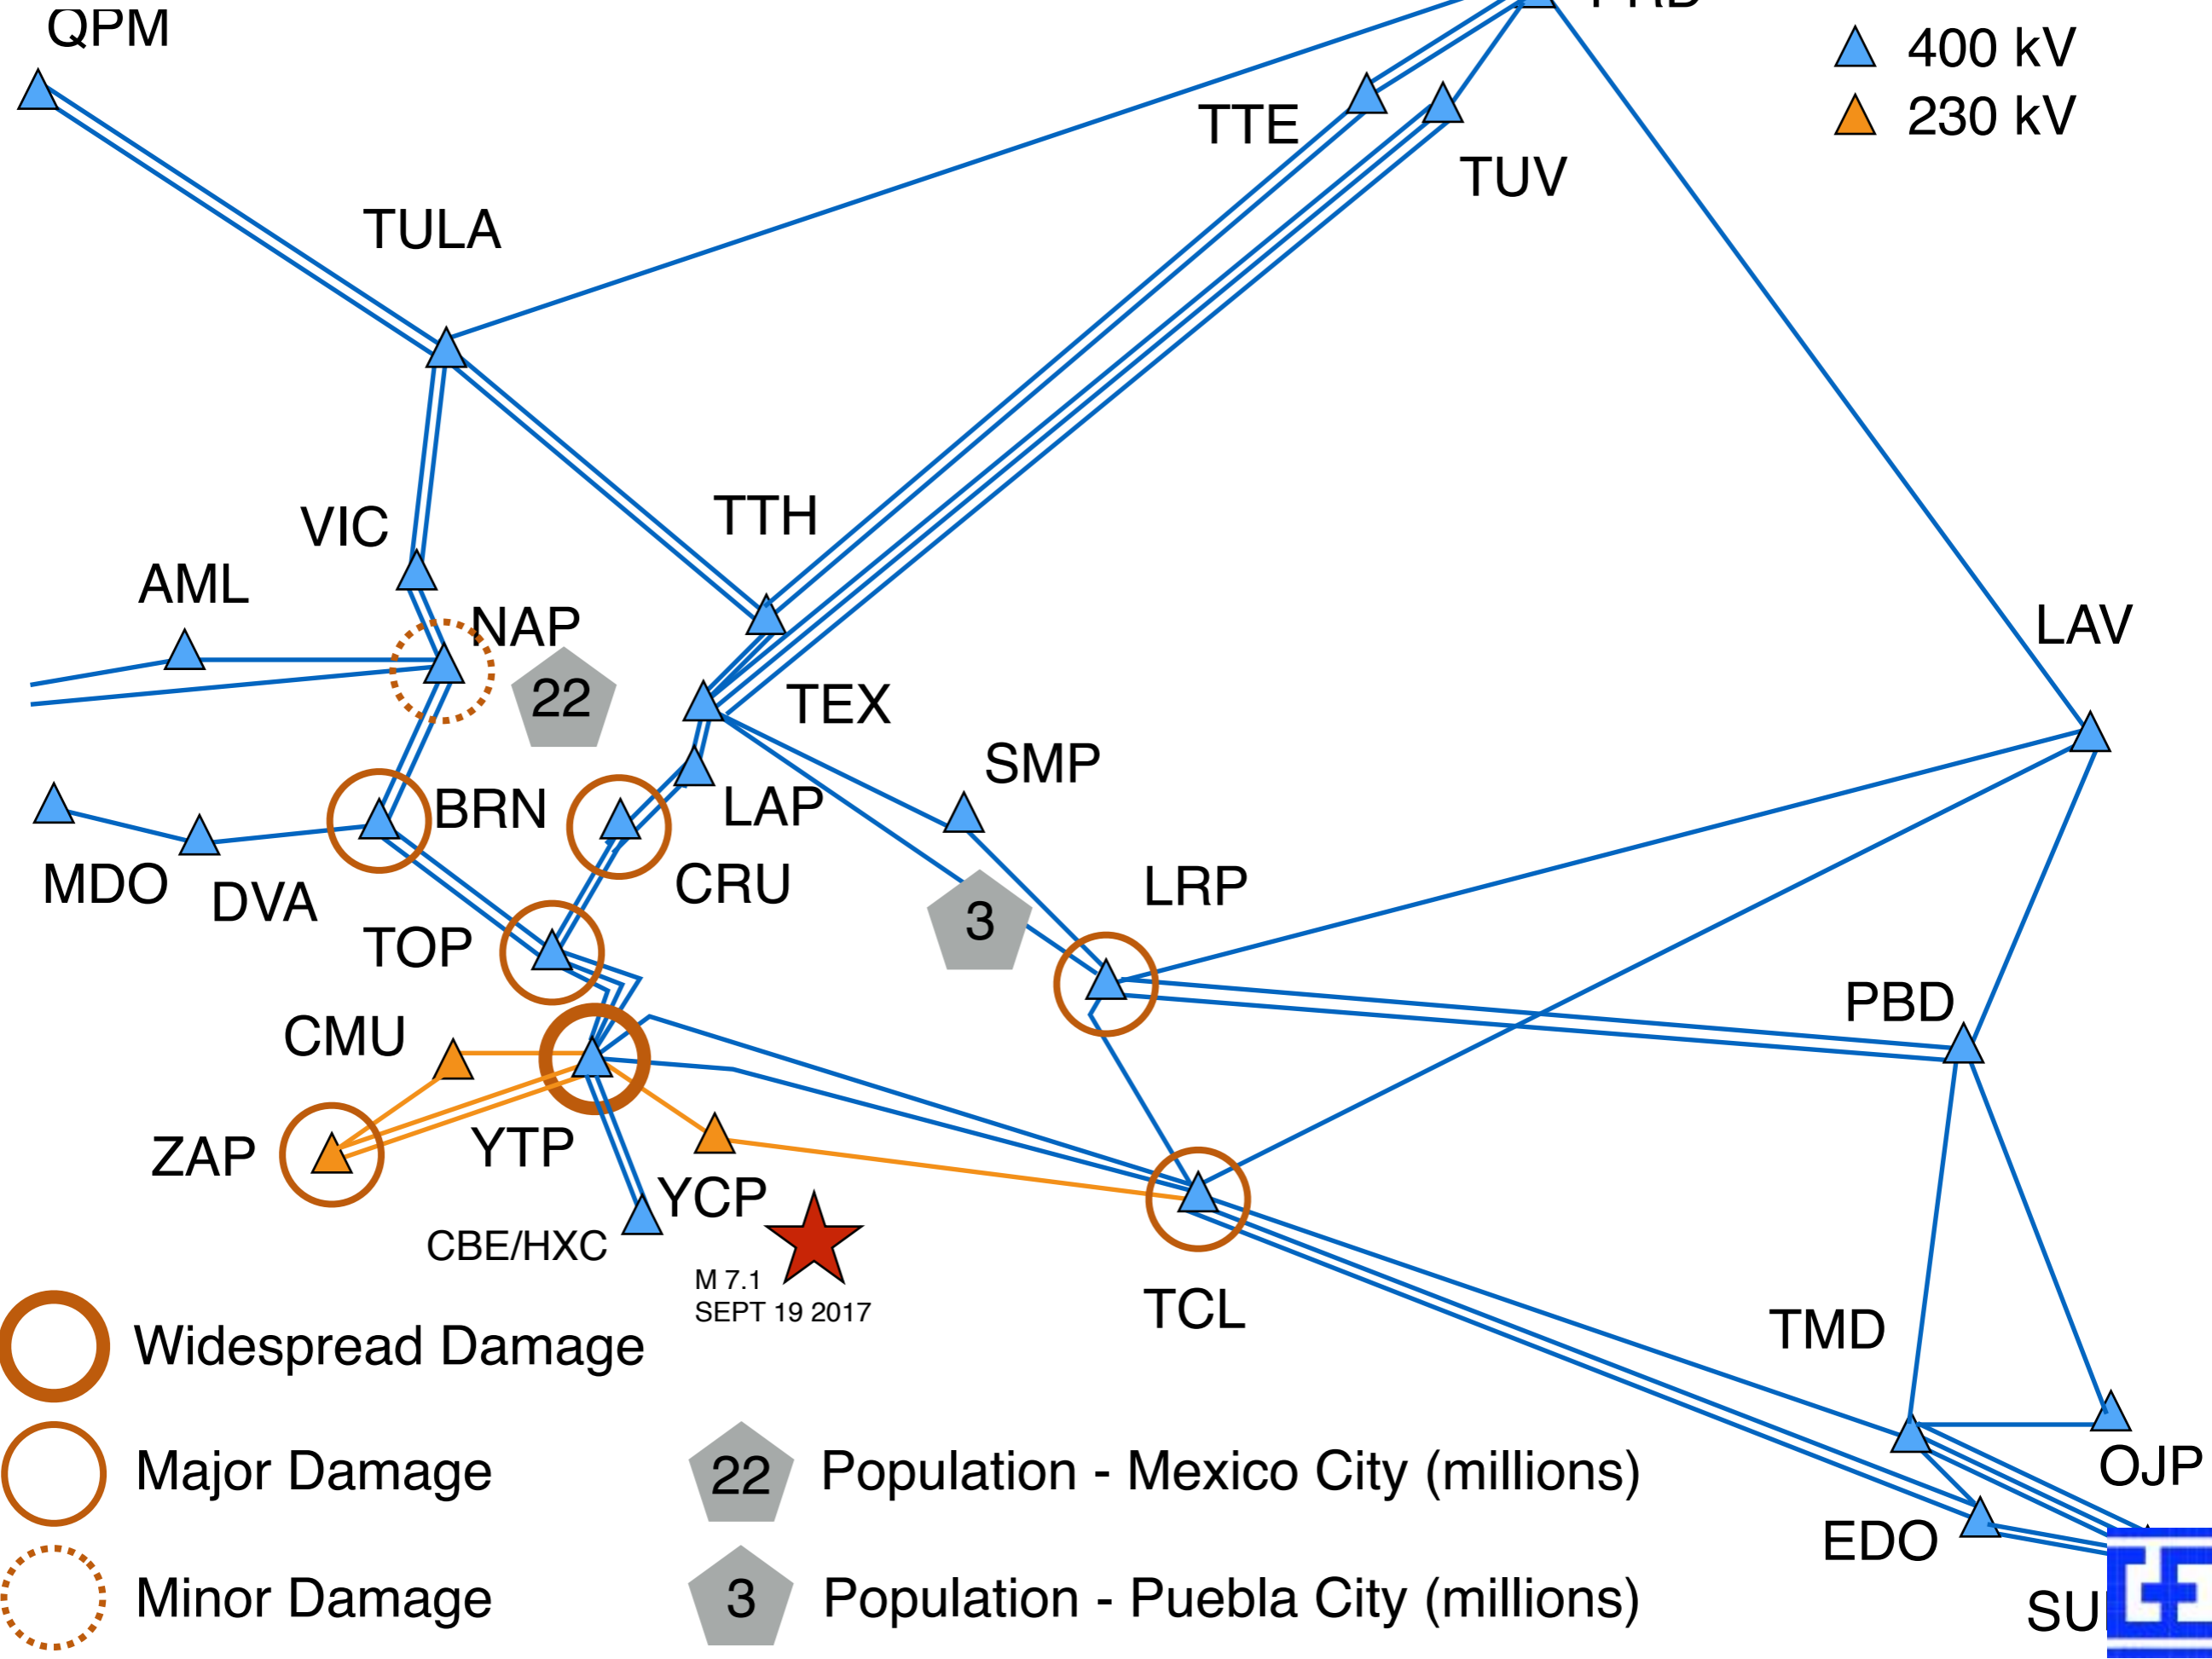 QPM
400 kV
230 kV
TTE
TUV
TULA
TTH
VIC
AML
NAP
LAV
22
TEX
SMP
BRN
LAP
MDO
DVA
CRU
LRP
3
TOP
PBD
CMU
ZAP
YTP
YCP
CBE/HXC
M 7.1
SEPT 19 2017
TCL
TMD
Widespread Damage
OJP
Major Damage
22 Population - Mexico City (millions)
EDO
Minor Damage
3 Population - Puebla City (millions)